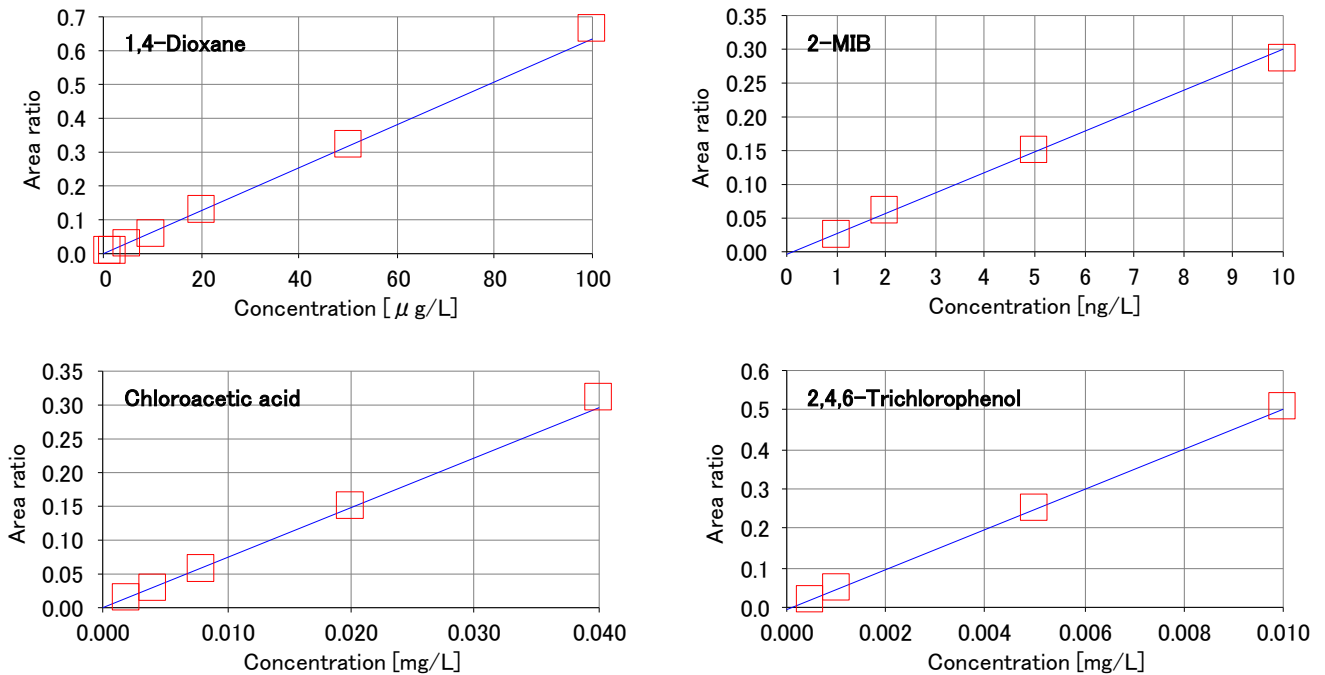 1,4-Dioxane
Area ratio
0.7
0.6
0.5
0.4
0.3
0.2
0.1
0.0
0 20 40 60 80 100
Concentration [μg/L]
2-MIB
Area ratio
0.35
0.30
0.25
0.20
0.15
0.10
0.05
0.00
0 1 2 3 4 5 6 7 8 9 10
Concentration [ng/L]
Chloroacetic acid
Area ratio
0.35
0.30
0.25
0.20
0.15
0.10
0.05
0.00
0.000 0.010 0.020 0.030 0.040
Concentration [mg/L]
2,4,6-Trichlorophenol
Area ratio
0.6
0.5
0.4
0.3
0.2
0.1
0.0
0.000 0.002 0.004 0.006 0.008 0.010
Concentration [mg/L]